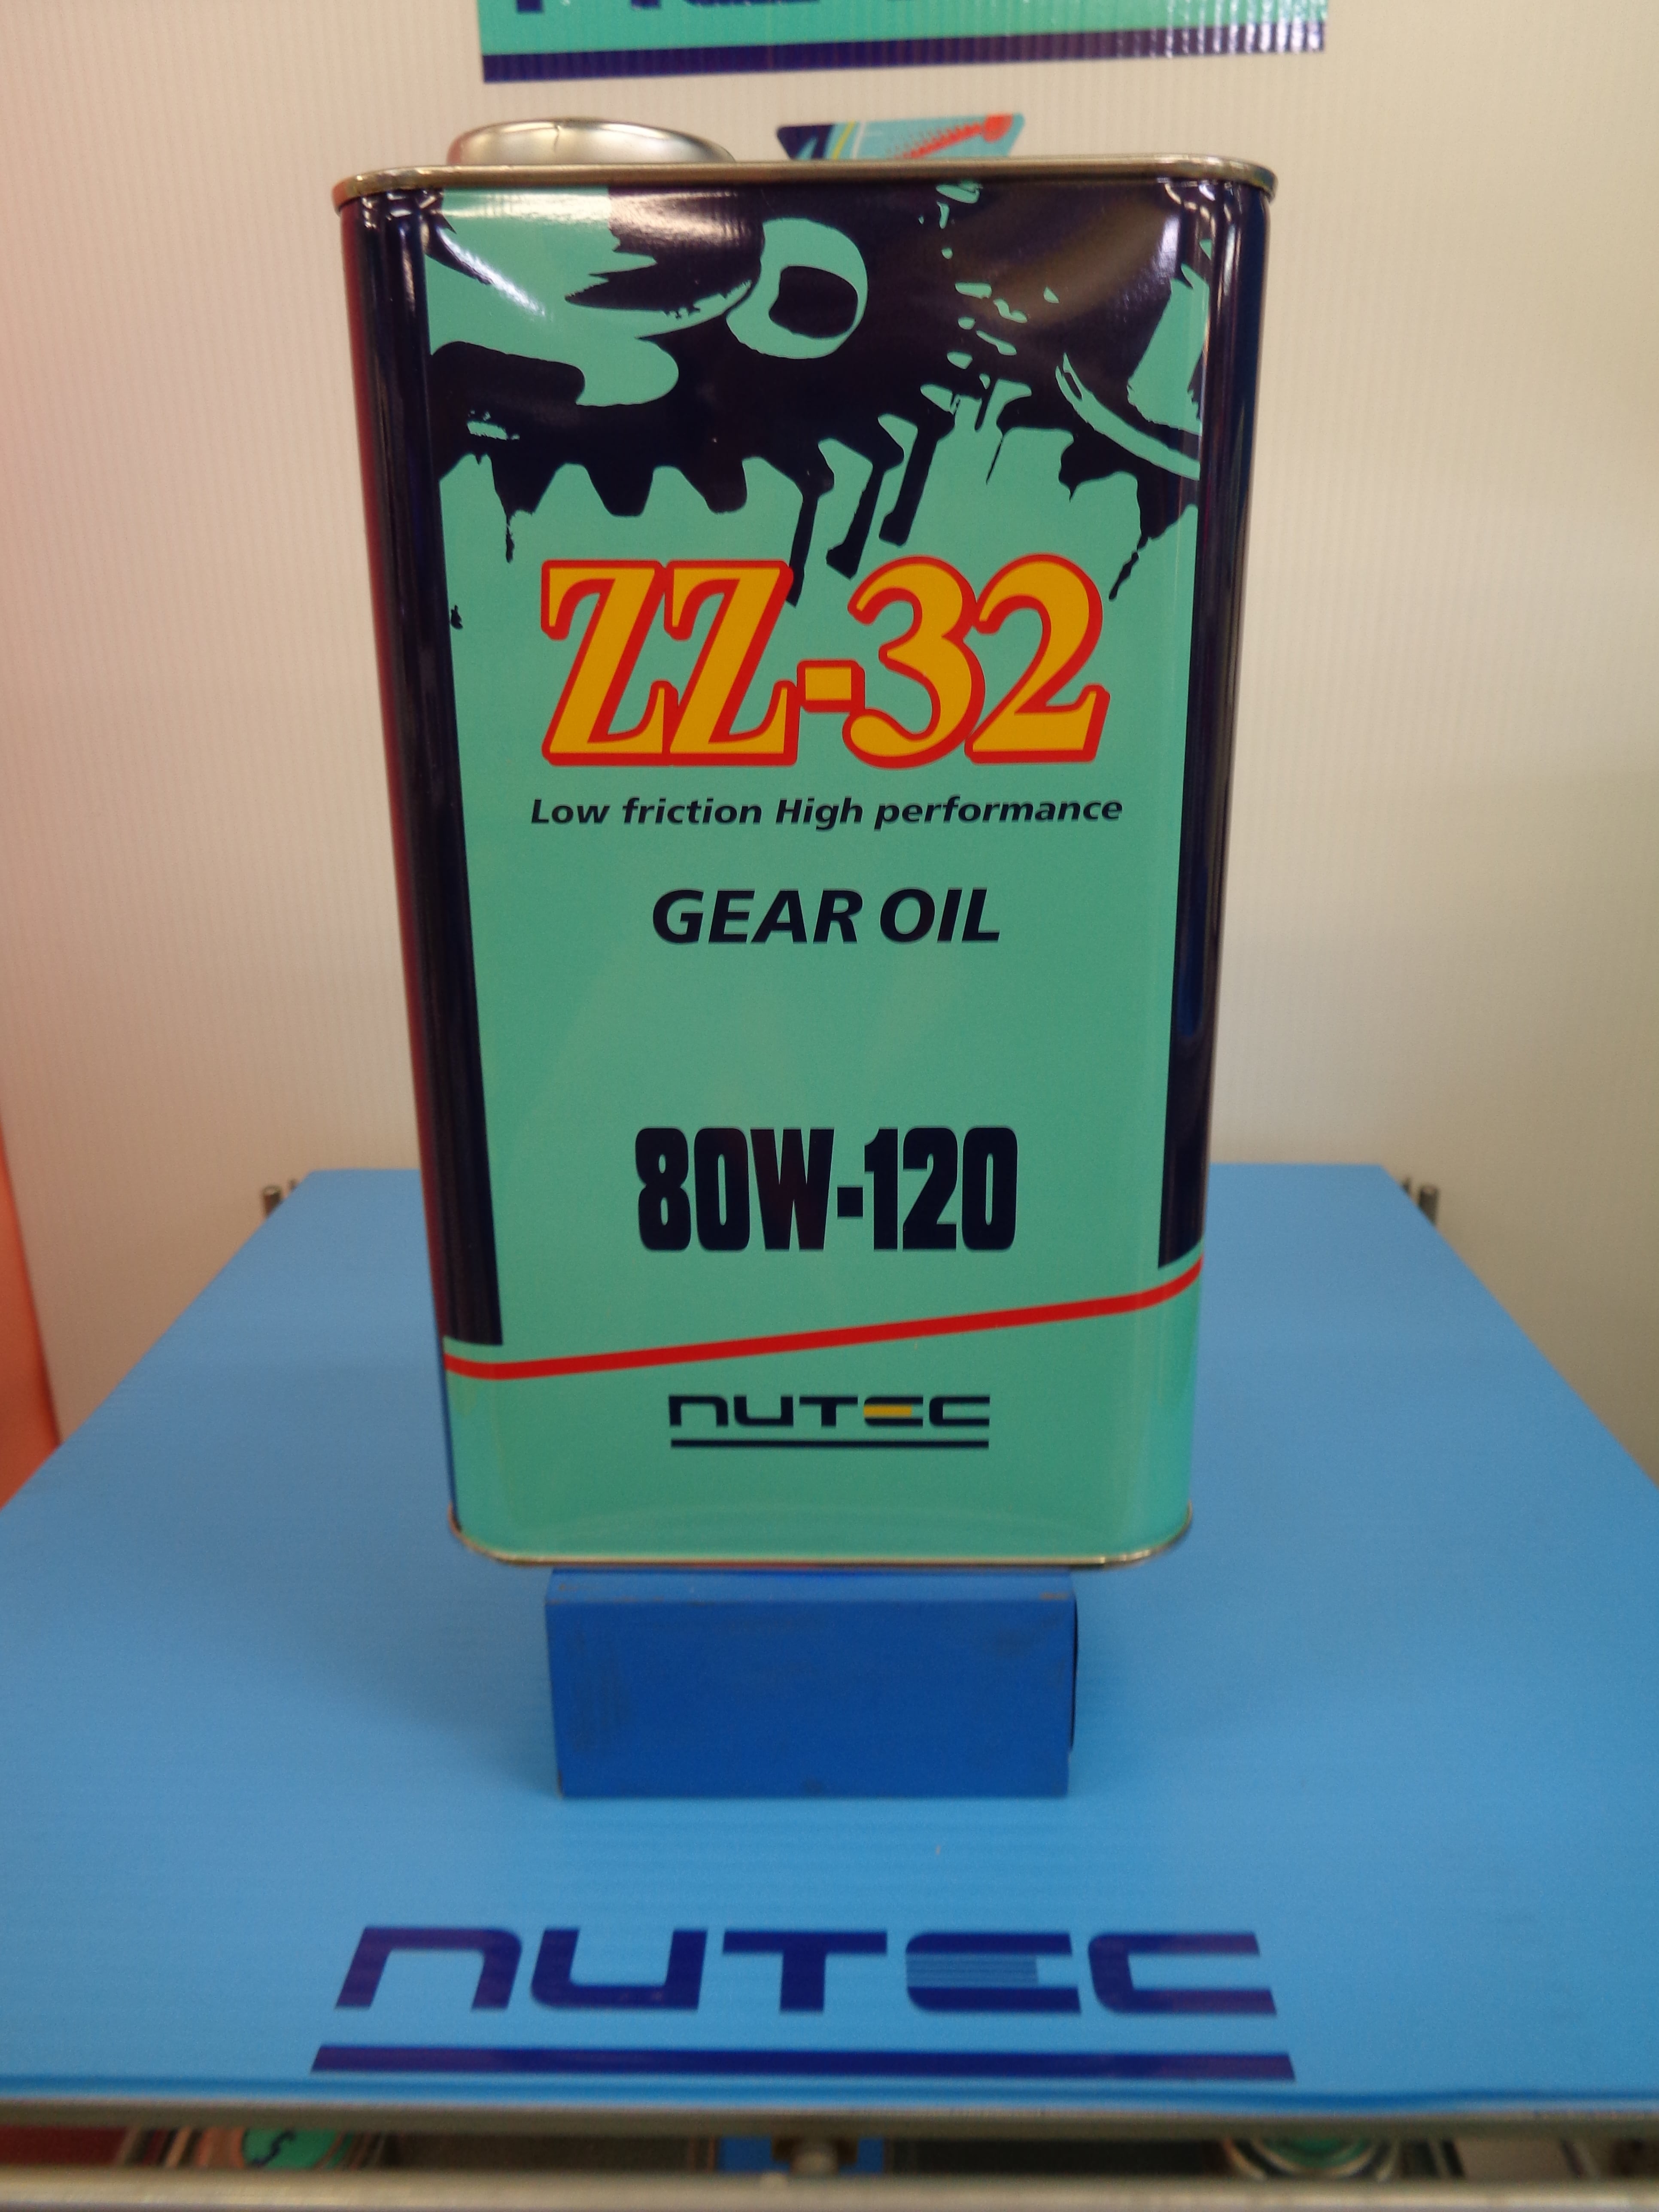 ZZ-32
Low friction High performance
GEAR OIL
80W-120
nutec
nutec